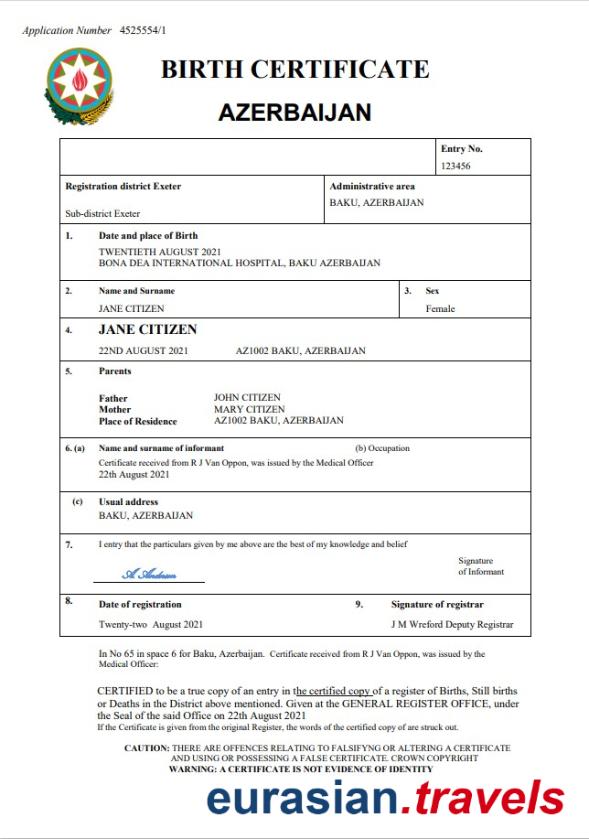 Application Number 4525554/1
BIRTH CERTIFICATE
AZERBAIJAN
Entry No.
123456
Registration district Exeter
Sub-district Exeter
Administrative area
BAKU, AZERBAIJAN
1. Date and place of Birth
TWENTIETH AUGUST 2021
BONA DEA INTERNATIONAL HOSPITAL, BAKU AZERBAIJAN
2. Name and Surname
JANE CITIZEN
3. Sex
Female
4. JANE CITIZEN
22ND AUGUST 2021 AZ1002 BAKU, AZERBAIJAN
5. Parents
Father JOHN CITIZEN
Mother MARY CITIZEN
Place of Residence AZ1002 BAKU, AZERBAIJAN
6. (a) Name and surname of informant (b) Occupation
Certificate received from R J Van Oppon, was issued by the Medical Officer
22th August 2021
(c) Usual address
BAKU, AZERBAIJAN
7. I entry that the particulars given by me above are the best of my knowledge and belief
Signature
of Informant
8. Date of registration
Twenty-two August 2021
9. Signature of registrar
J M Wreford Deputy Registrar
In No 65 in space 6 for Baku, Azerbaijan. Certificate received from R J Van Oppon, was issued by the
Medical Officer:
CERTIFIED to be a true copy of an entry in the certified copy of a register of Births, Still births
or Deaths in the District above mentioned. Given at the GENERAL REGISTER OFFICE, under
the Seal of the said Office on 22th August 2021
If the Certificate is given from the original Register, the words of the certified copy of are struck out.
CAUTION: THERE ARE OFFENCES RELATING TO FALSIFYNG OR ALTERING A CERTIFICATE
AND USING OR POSSESSING A FALSE CERTIFICATE. CROWN COPYRIGHT
WARNING: A CERTIFICATE IS NOT EVIDENCE OF IDENTITY
eurasian.travels